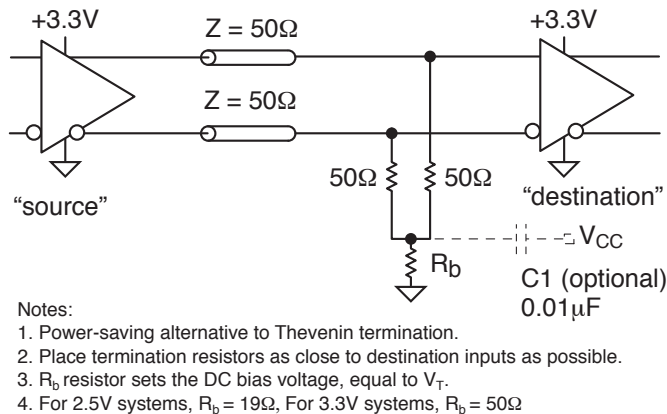 +3.3V
+3.3V
Z = 50Ω
Z = 50Ω
50Ω
50Ω
"source"
"destination"
VCC
Rb
C1 (optional)
0.01µF
Notes:
1. Power-saving alternative to Thevenin termination.
2. Place termination resistors as close to destination inputs as possible.
3. Rb resistor sets the DC bias voltage, equal to VT.
4. For 2.5V systems, Rb = 19Ω, For 3.3V systems, Rb = 50Ω